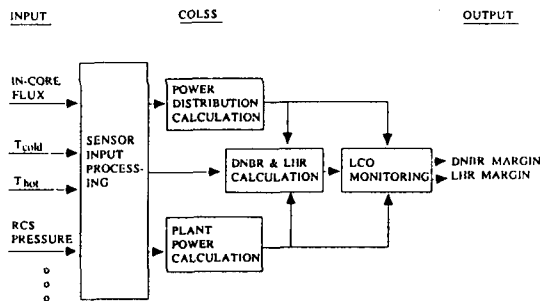 INPUT
COLSS
OUTPUT
IN-CORE
FLUX
T cold
T hot
RCS
PRESSURE
SENSOR
INPUT
PROCESS-
ING
POWER
DISTRIBUTION
CALCULATION
DNBR & LHR
CALCULATION
PLANT
POWER
CALCULATION
LCO
MONITORING
DNBR MARGIN
LHR MARGIN